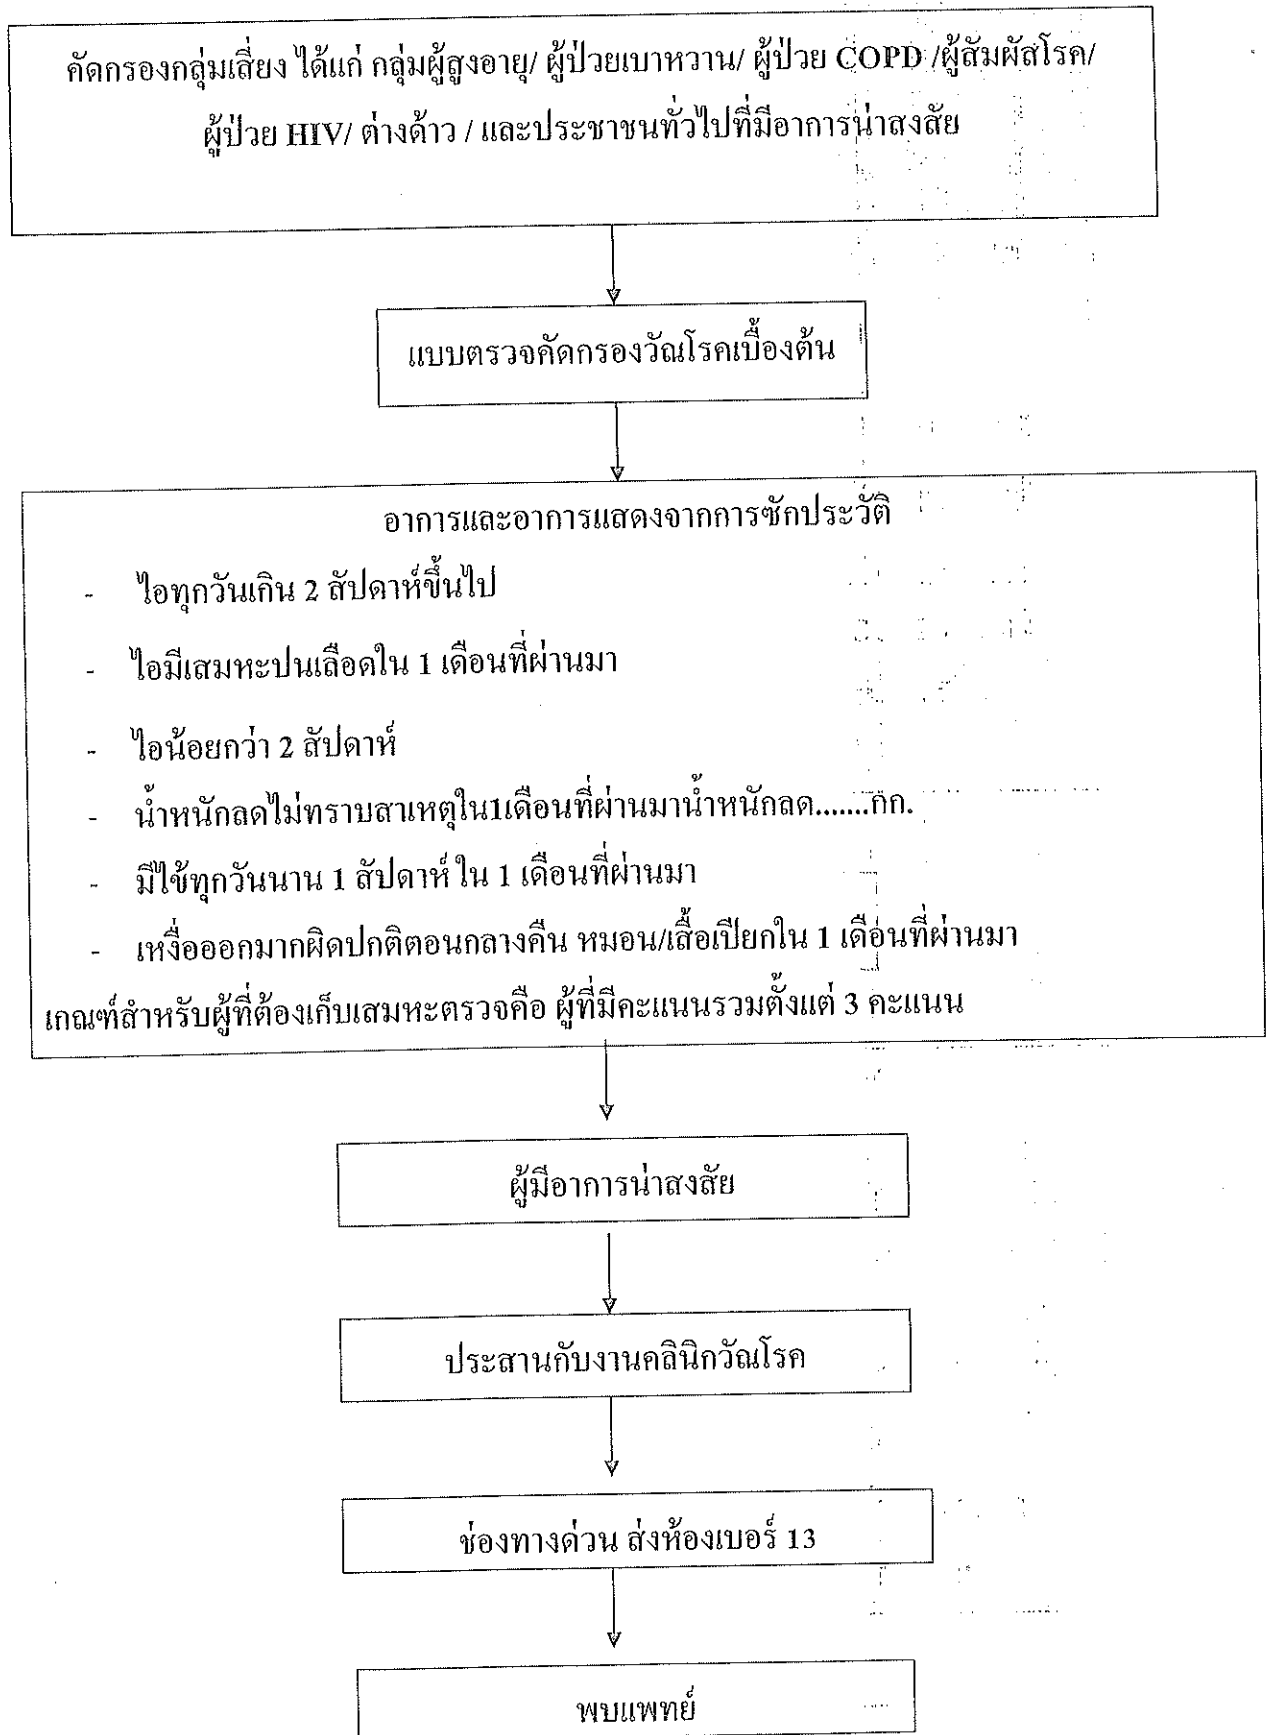 คัดกรองกลุ่มเสี่ยง ได้แก่ กลุ่มผู้สูงอายุ/ ผู้ป่วยเบาหวาน/ ผู้ป่วย COPD /ผู้สัมผัสโรค/
ผู้ป่วย HIV/ ต่างด้าว / และประชาชนทั่วไปที่มีอาการน่าสงสัย
แบบตรวจคัดกรองวัณโรคเบื้องต้น
อาการและอาการแสดงจากการซักประวัติ
- ไอทุกวันเกิน 2 สัปดาห์ขึ้นไป
- ไอมีเสมหะปนเลือดใน 1 เดือนที่ผ่านมา
- ไอน้อยกว่า 2 สัปดาห์
- น้ำหนักลดไม่ทราบสาเหตุใน1เดือนที่ผ่านมาน้ำหนักลด.......กก.
- มีไข้ทุกวันนาน 1 สัปดาห์ ใน 1 เดือนที่ผ่านมา
- เหงื่อออกมากผิดปกติตอนกลางคืน หมอน/เสื้อเปียกใน 1 เดือนที่ผ่านมา
เกณฑ์สำหรับผู้ที่ต้องเก็บเสมหะตรวจคือ ผู้ที่มีคะแนนรวมตั้งแต่ 3 คะแนน
ผู้มีอาการน่าสงสัย
ประสานกับงานคลินิกวัณโรค
ช่องทางด่วน ส่งห้องเบอร์ 13
พบแพทย์